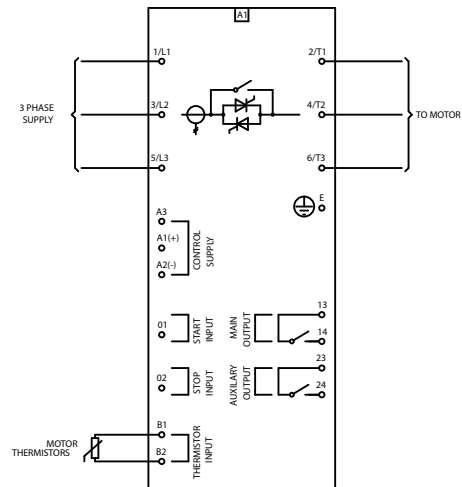 A1
1/L1
2/T1
3 PHASE
SUPPLY
3/L2
4/T2
TO MOTOR
5/L3
6/T3
E
A3
A1(+)
A2(-)
CONTROL
SUPPLY
01
START
INPUT
MAIN
OUTPUT
13
14
02
STOP
INPUT
AUXILARY
OUTPUT
23
24
MOTOR
THERMISTORS
B1
B2
THERMISTOR
INPUT